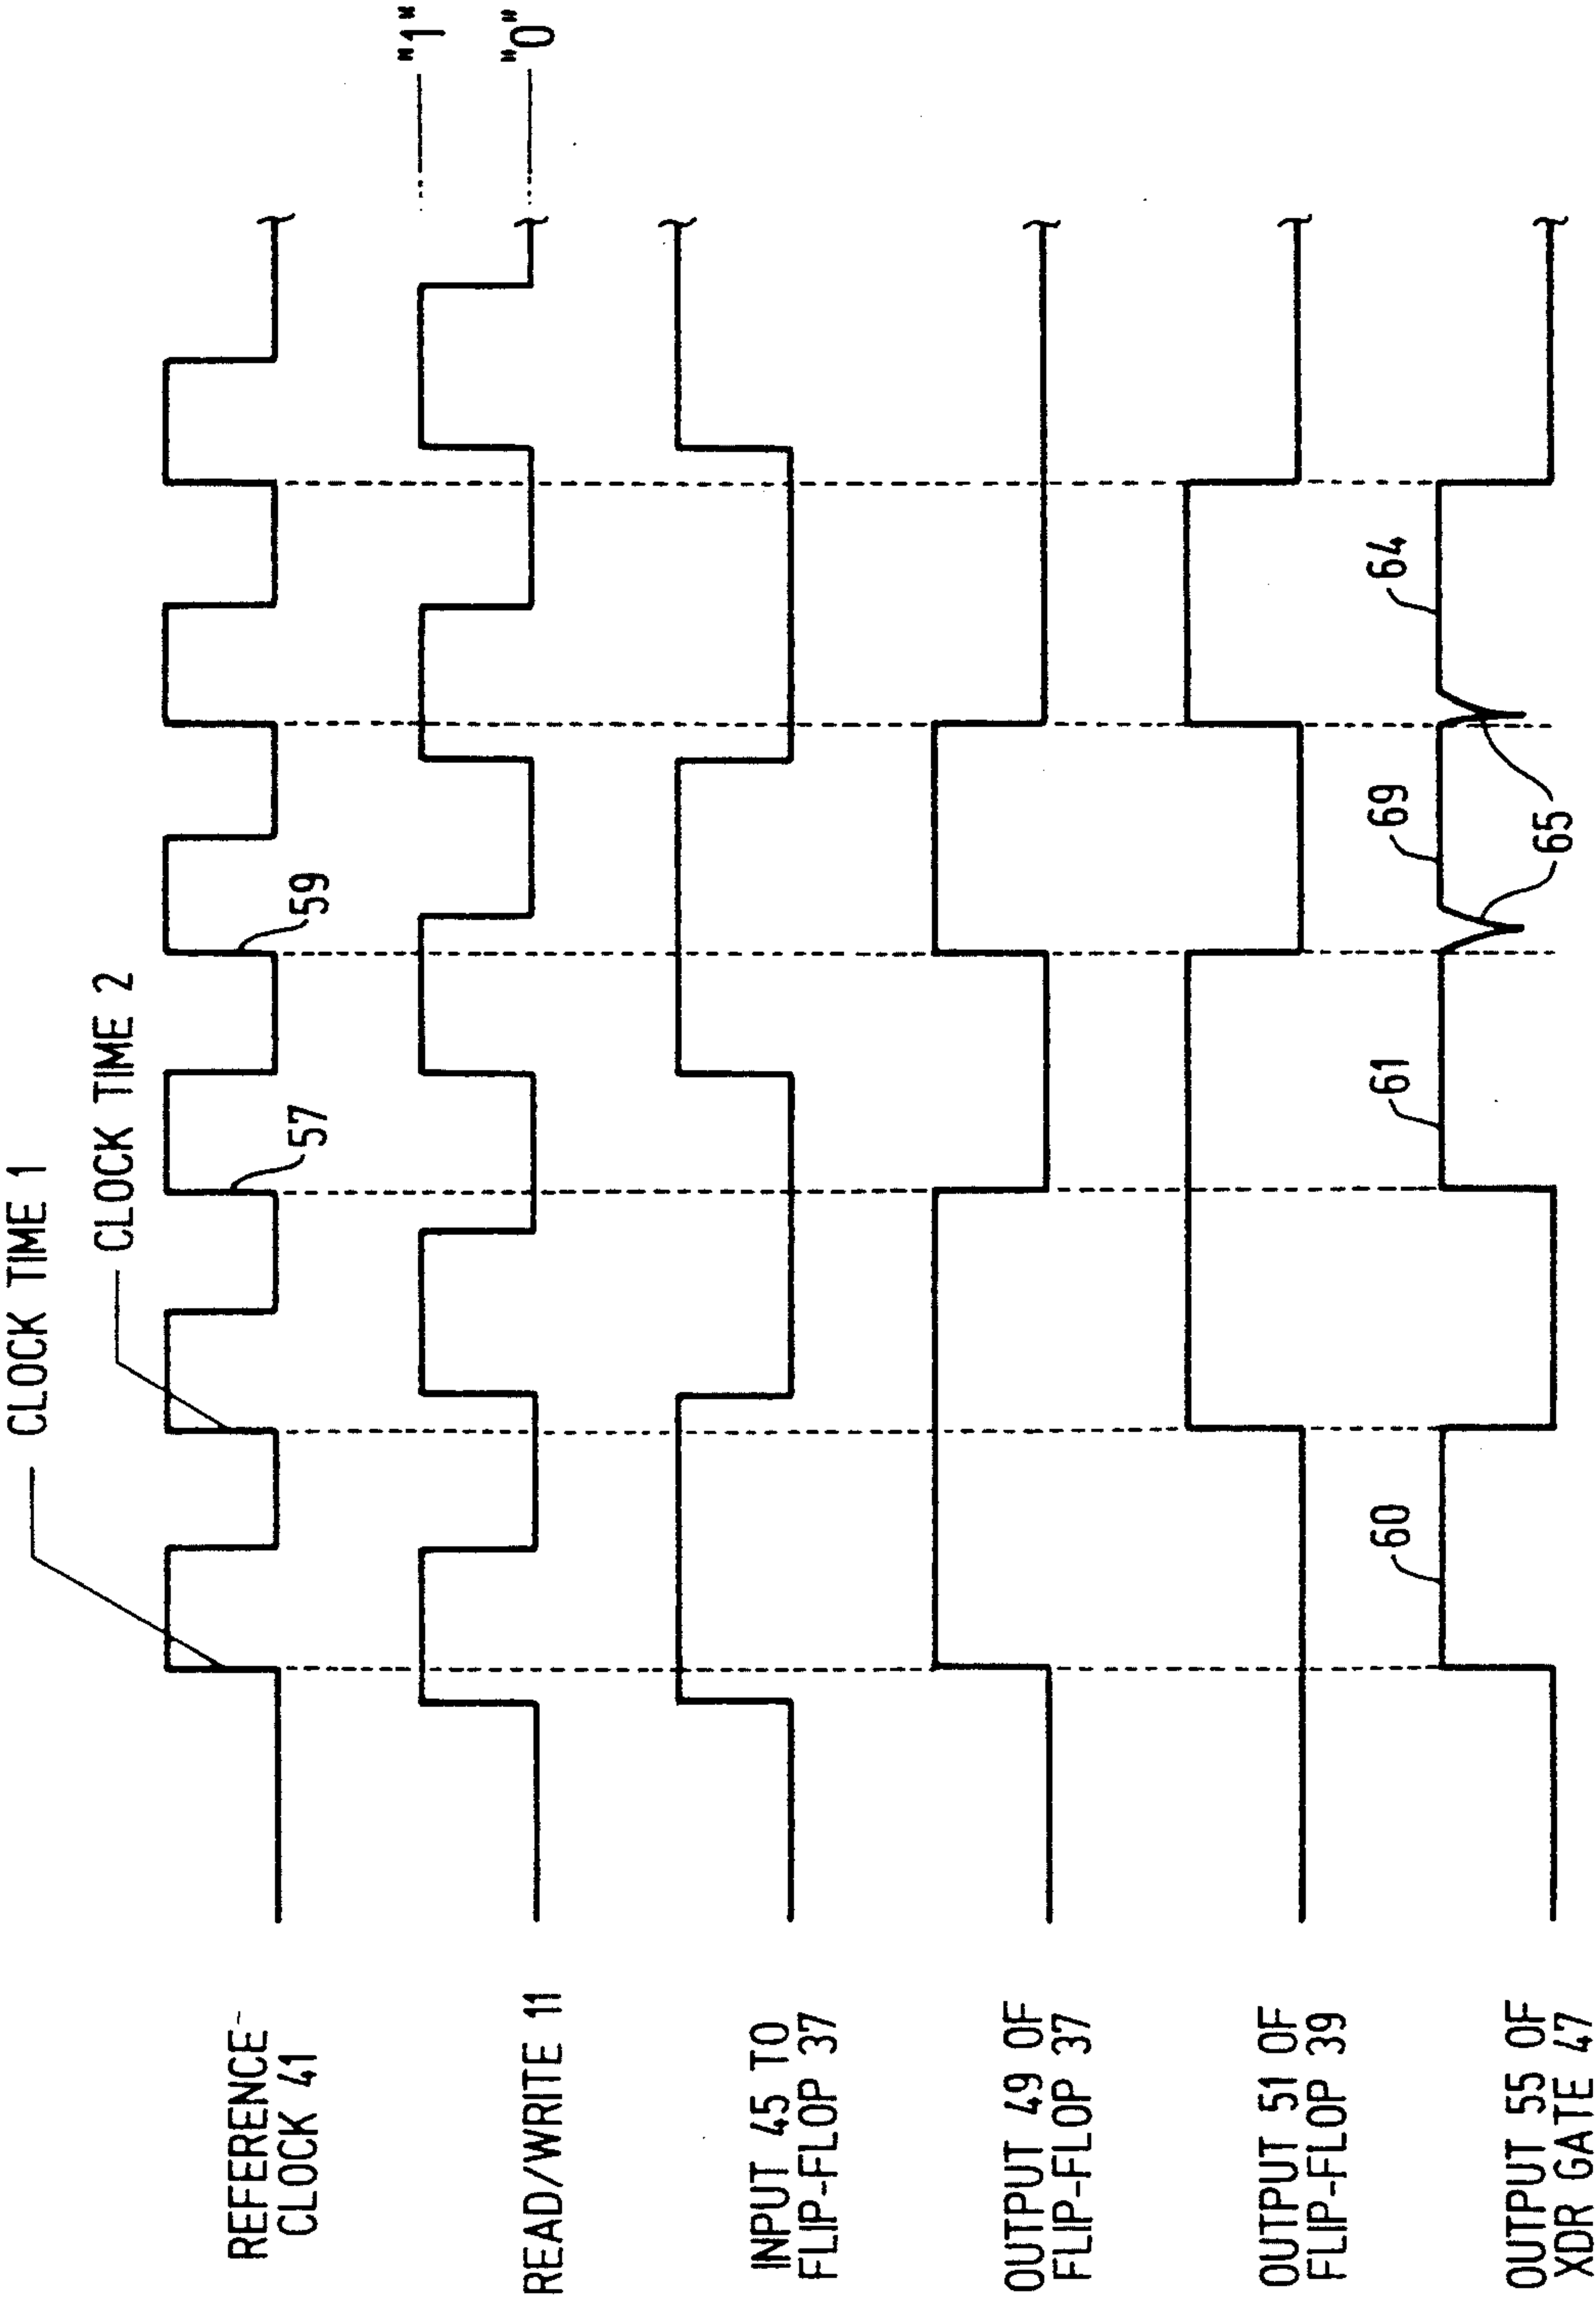 CLOCK TIME 1
CLOCK TIME 2
REFERENCE
CLOCK 41
57
59
READ/WRITE 11
"1"
"0"
INPUT 45 TO
FLIP-FLOP 37
OUTPUT 49 OF
FLIP-FLOP 37
OUTPUT 51 OF
FLIP-FLOP 39
OUTPUT 55 OF
XDR GATE 47
60
61
69
64
65